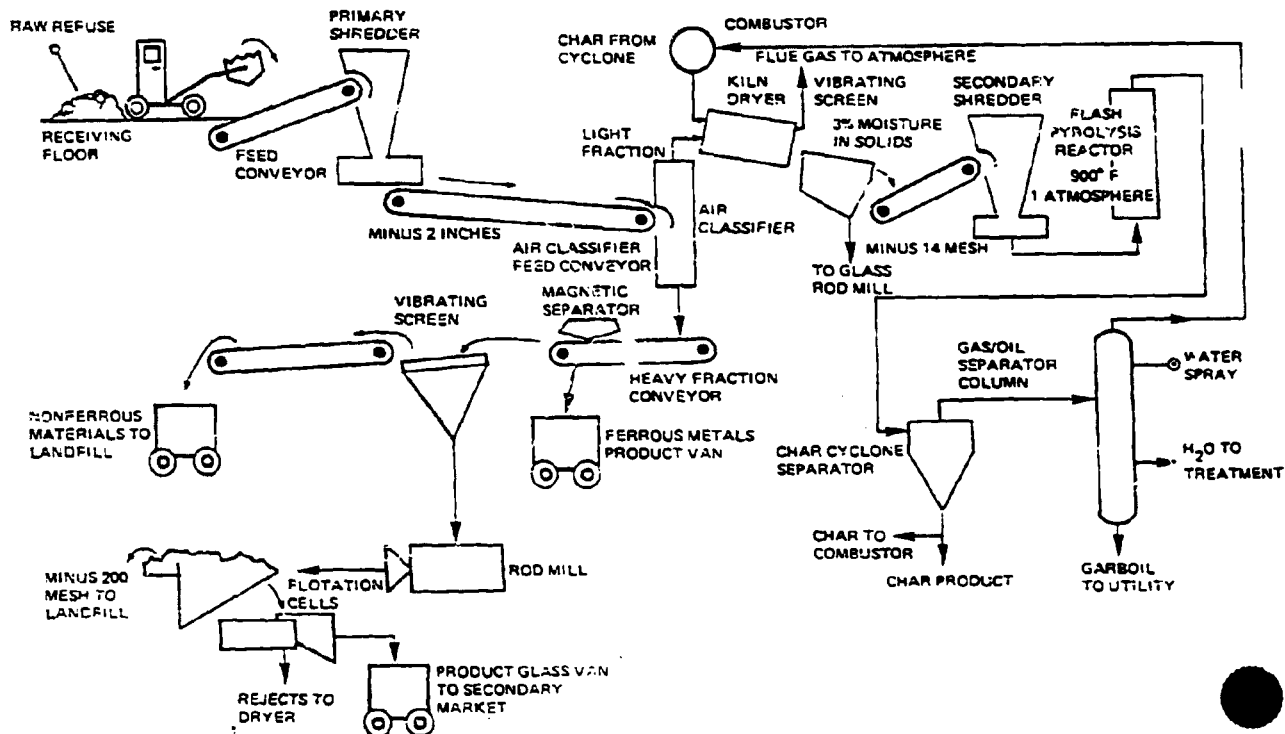 RAW REFUSE
RECEIVING
FLOOR
FEED
CONVEYOR
PRIMARY
SHREDDER
MINUS 2 INCHES
AIR CLASSIFIER
FEED CONVEYOR
LIGHT
FRACTION
AIR
CLASSIFIER
CHAR FROM
CYCLONE
COMBUSTOR
FLUE GAS TO ATMOSPHERE
KILN
DRYER
VIBRATING
SCREEN
3% MOISTURE
IN SOLIDS
TO GLASS
ROD MILL
SECONDARY
SHREDDER
MINUS 14 MESH
FLASH
PYROLYSIS
REACTOR
900° F
1 ATMOSPHERE
MAGNETIC
SEPARATOR
HEAVY FRACTION
CONVEYOR
VIBRATING
SCREEN
NONFERROUS
MATERIALS TO
LANDFILL
FERROUS METALS
PRODUCT VAN
GAS/OIL
SEPARATOR
COLUMN
WATER
SPRAY
H₂O TO
TREATMENT
CHAR CYCLONE
SEPARATOR
CHAR TO
COMBUSTOR
CHAR PRODUCT
GARBOIL
TO UTILITY
ROD MILL
FLOTATION
CELLS
MINUS 200
MESH TO
LANDFILL
REJECTS TO
DRYER
PRODUCT GLASS VAN
TO SECONDARY
MARKET